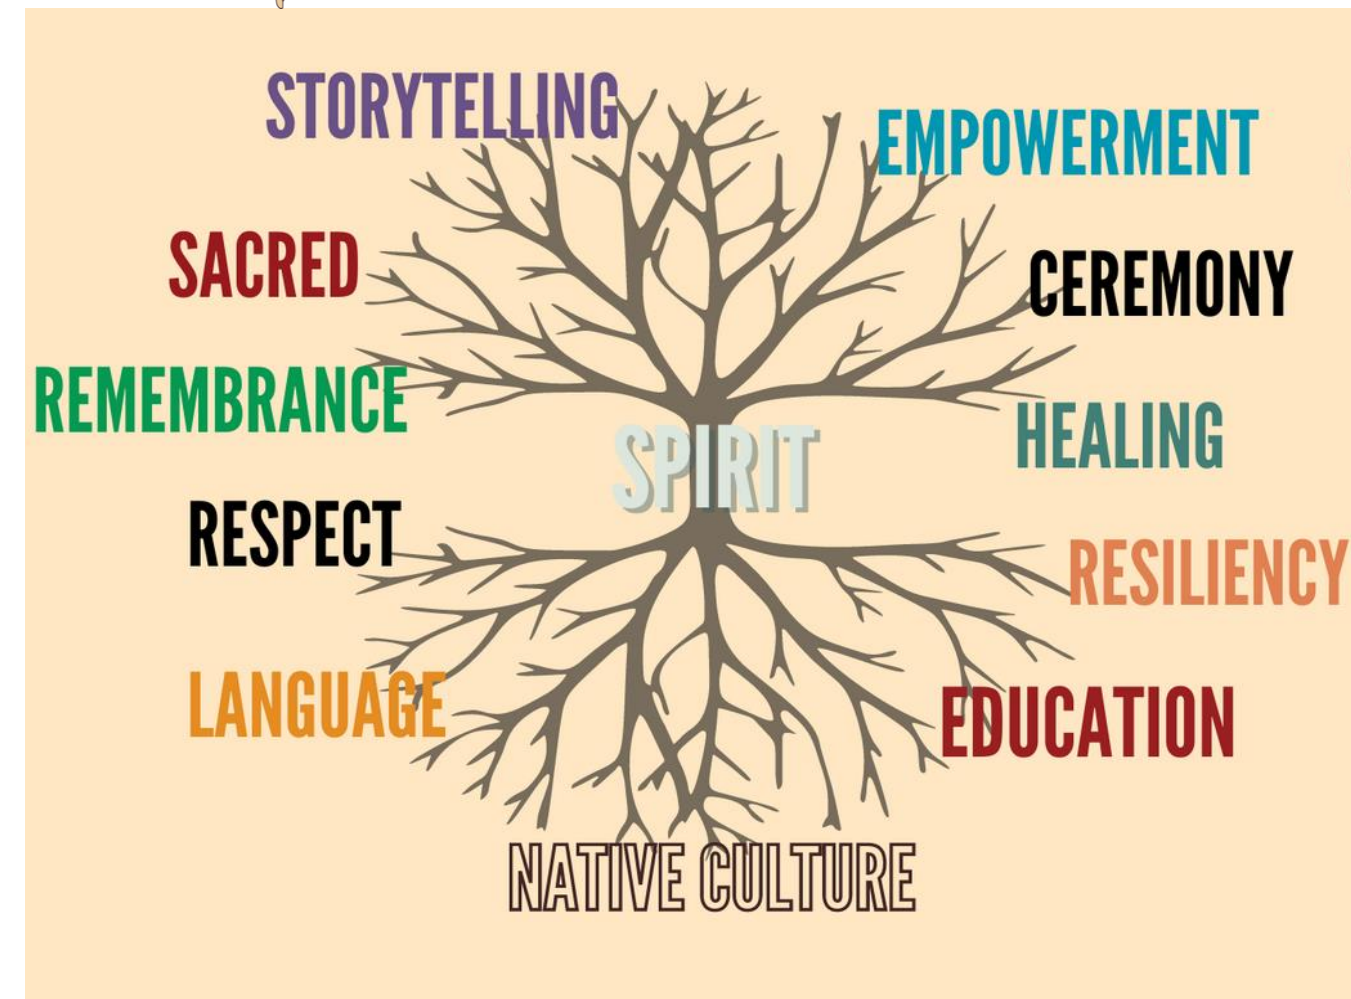 STORYTELLING
EMPOWERMENT
SACRED
CEREMONY
REMEMBRANCE
HEALING
SPIRIT
RESPECT
RESILIENCY
LANGUAGE
EDUCATION
NATIVE CULTURE